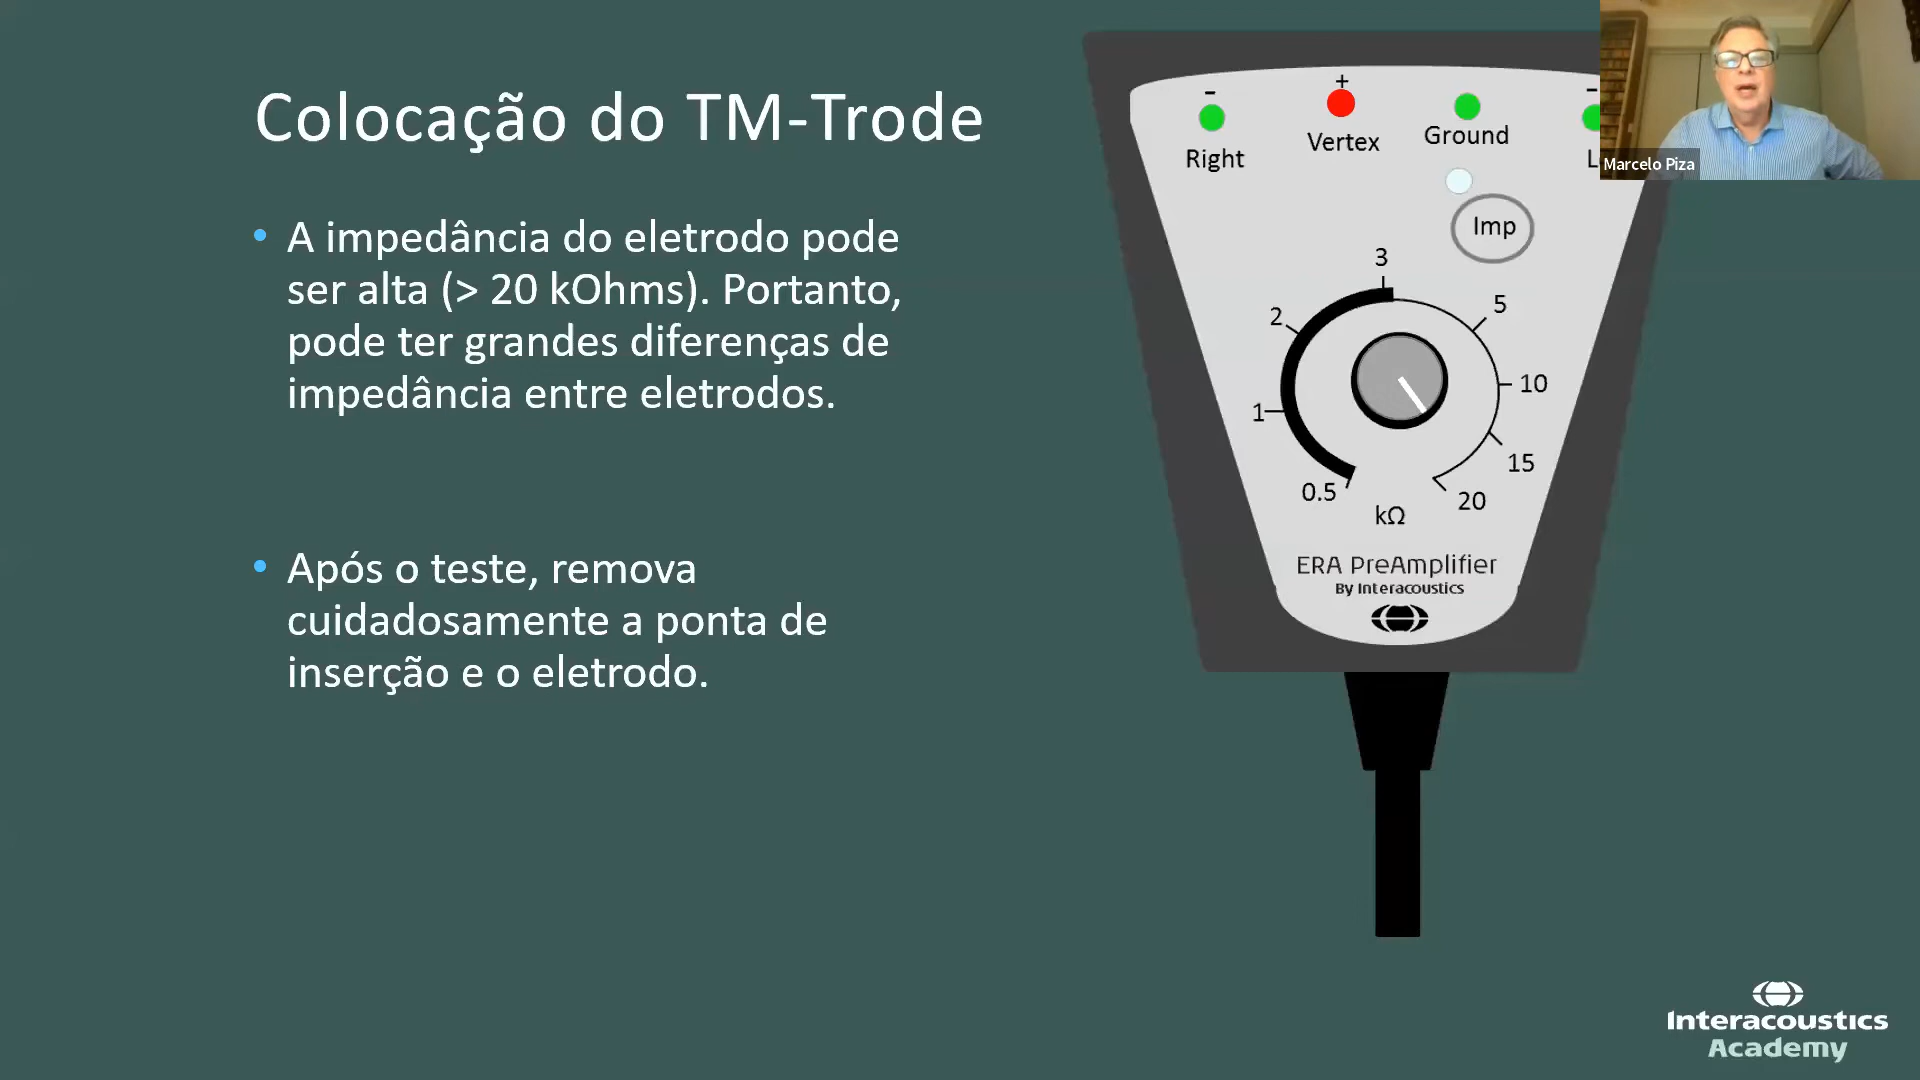 Colocação do TM-Trode
• A impedância do eletrodo pode
ser alta (> 20 kOhms). Portanto,
pode ter grandes diferenças de
impedância entre eletrodos.
• Após o teste, remova
cuidadosamente a ponta de
inserção e o eletrodo.
- + -
Right Vertex Ground L
Imp
3
2 5
1 10
15
0.5 20
kΩ
ERA PreAmplifier
By Interacoustics
Marcelo Piza
Interacoustics
Academy